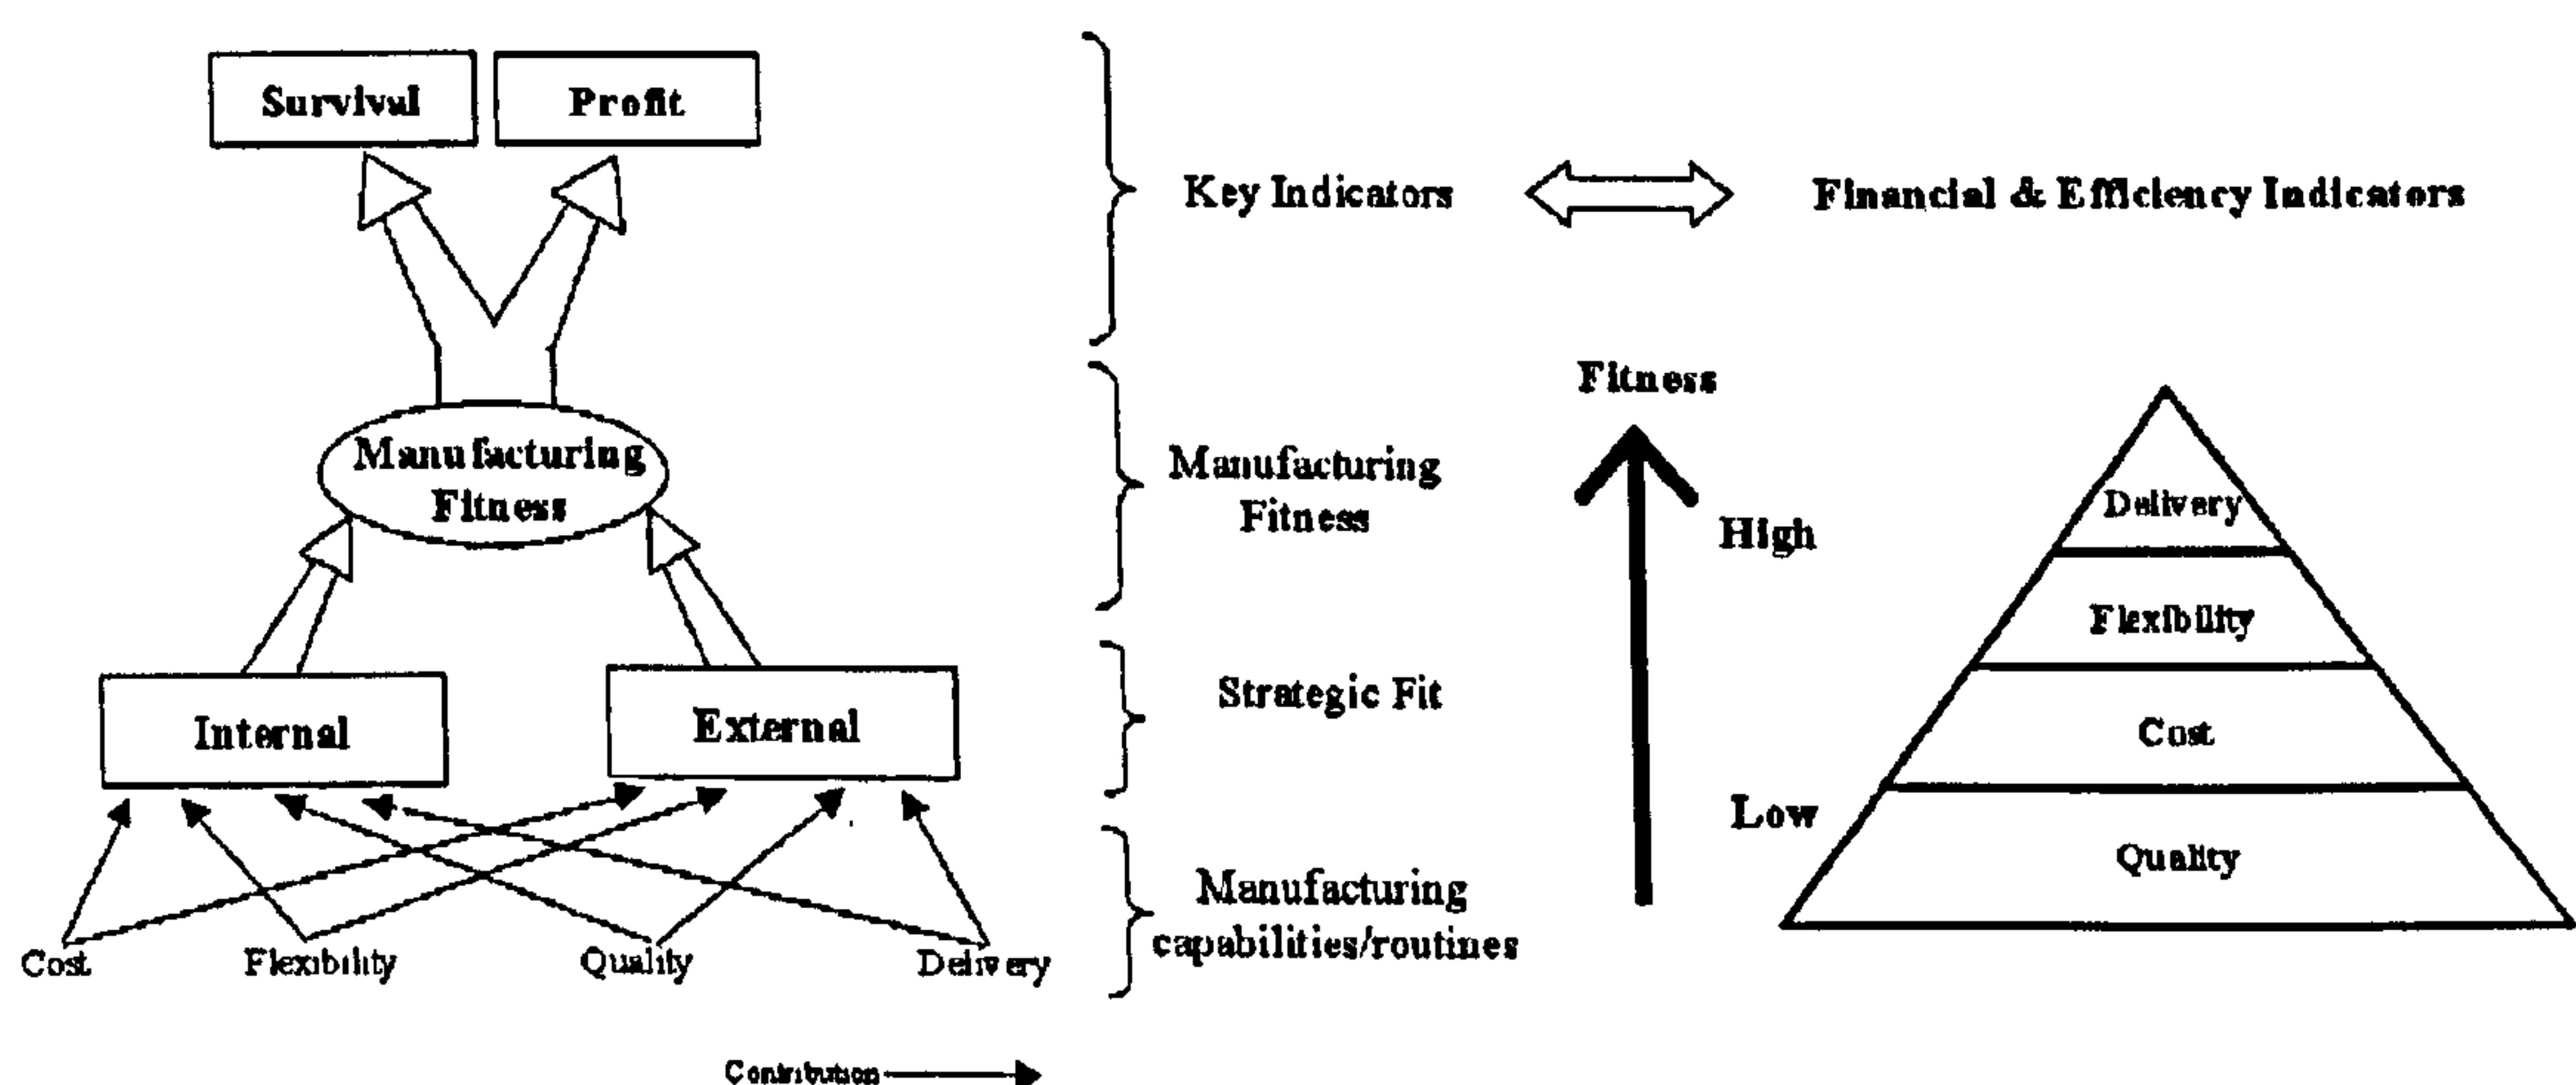 Survival
Profit
Key Indicators
Financial & Efficiency Indicators
Manufacturing
Fitness
Manufacturing
Fitness
Fitness
High
Low
Delivery
Flexibility
Cost
Quality
Internal
External
Strategic Fit
Manufacturing
capabilities/routines
Cost
Flexibility
Quality
Delivery
Contribution